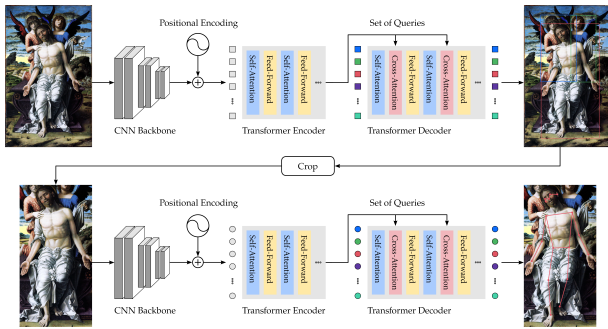 Positional Encoding
Set of Queries
Self-Attention
Feed-Forward
Self-Attention
Feed-Forward
...
Self-Attention
Cross-Attention
Feed-Forward
Self-Attention
Cross-Attention
Feed-Forward
...
CNN Backbone
Transformer Encoder
Transformer Decoder
Crop
Positional Encoding
Set of Queries
Self-Attention
Feed-Forward
Self-Attention
Feed-Forward
...
Self-Attention
Cross-Attention
Feed-Forward
Self-Attention
Cross-Attention
Feed-Forward
...
CNN Backbone
Transformer Encoder
Transformer Decoder